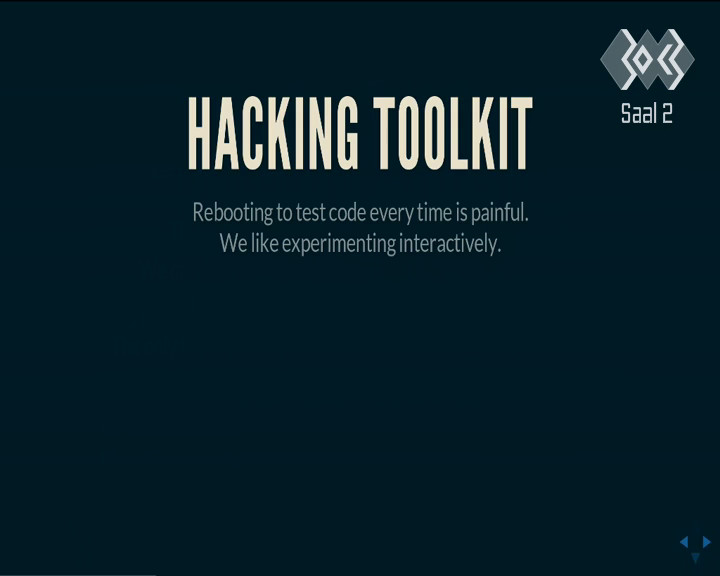 HACKING TOOLKIT
Saal 2
Rebooting to test code every time is painful.
We like experimenting interactively.